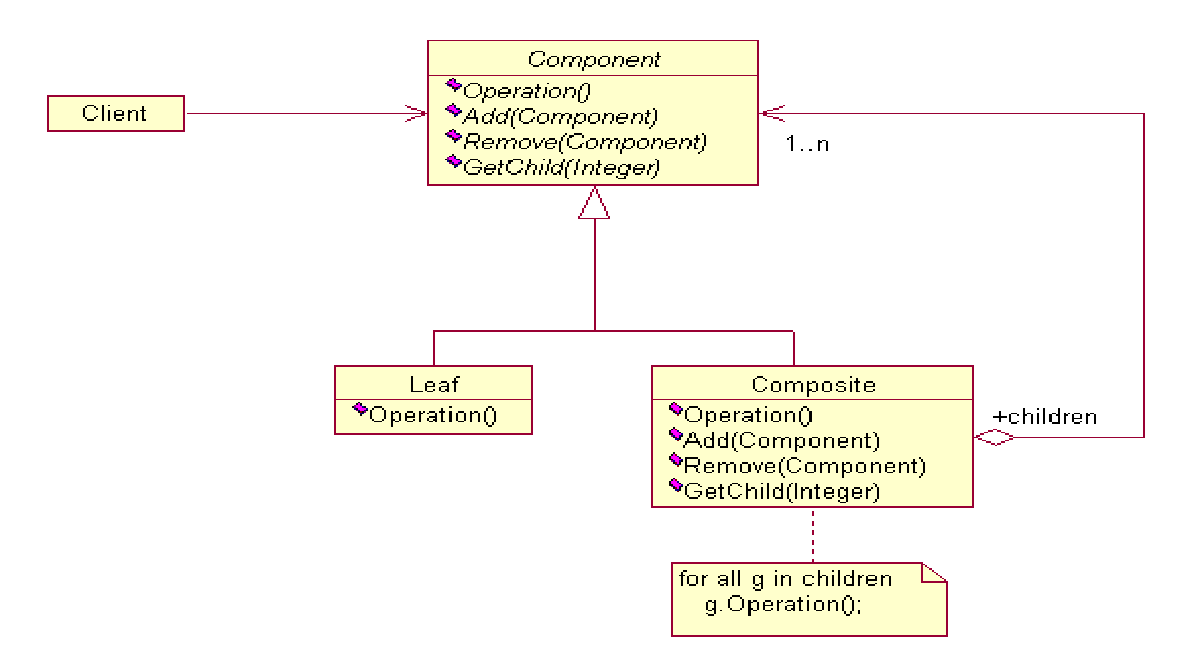 Component
Operation()
Add(Component)
Remove(Component)
GetChild(Integer)
Client
1..n
Leaf
Operation()
Composite
Operation()
Add(Component)
Remove(Component)
GetChild(Integer)
+children
for all g in children
g.Operation();